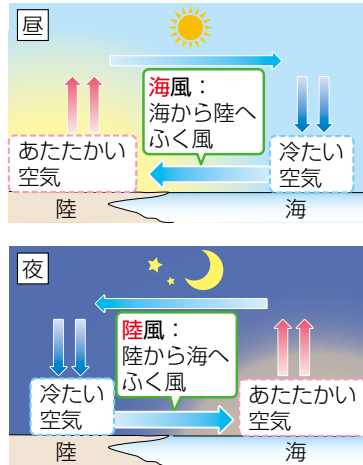 昼
海風：
海から陸へ
ふく風
あたたかい
空気
冷たい
空気
陸
海
夜
陸風：
陸から海へ
ふく風
冷たい
空気
あたたかい
空気
陸
海